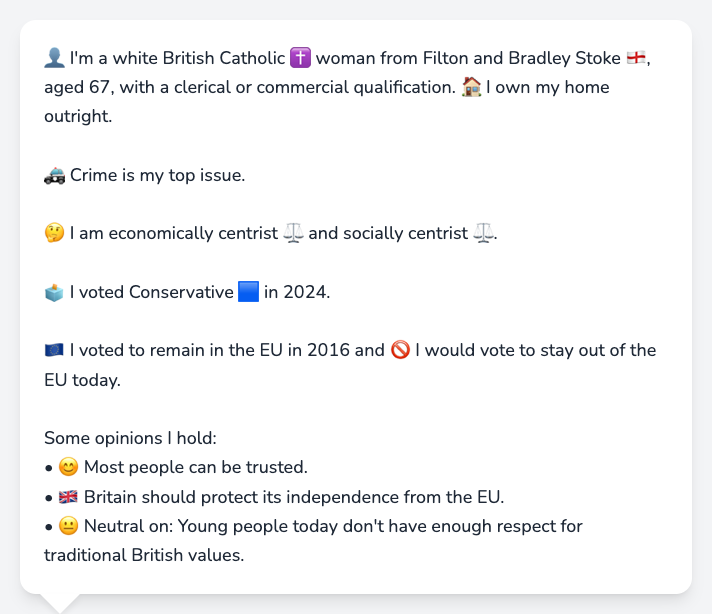 👤 I'm a white British Catholic ✝️ woman from Filton and Bradley Stoke 🏴󠁧󠁢󠁥󠁮󠁧󠁿,
aged 67, with a clerical or commercial qualification. 🏠 I own my home
outright.
🚓 Crime is my top issue.
🤔 I am economically centrist ⚖️ and socially centrist ⚖️.
🗳️ I voted Conservative 🟦 in 2024.
🇪🇺 I voted to remain in the EU in 2016 and 🚫 I would vote to stay out of the
EU today.
Some opinions I hold:
• 😊 Most people can be trusted.
• 🇬🇧 Britain should protect its independence from the EU.
• 😐 Neutral on: Young people today don't have enough respect for
traditional British values.